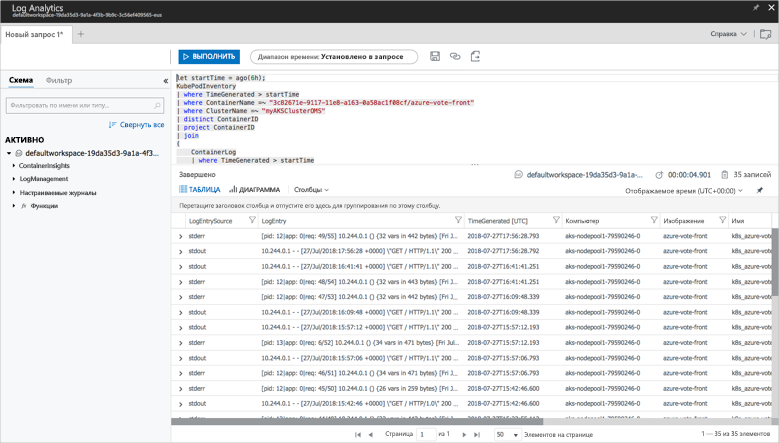 Log Analytics
defaultworkspace-19da35d3-9a1a-4f3b-9b9c-3c56ef409565-eus
Новый запрос 1*
Справка
ВЫПОЛНИТЬ
Диапазон времени: Установлено в запросе
Схема
Фильтр
Фильтровать по имени или типу...
Свернуть все
АКТИВНО
defaultworkspace-19da35d3-9a1a-4f3...
ContainerInsights
LogManagement
Настраиваемые журналы
fx Функции
let startTime = ago(6h);
KubePodInventory
| where TimeGenerated > startTime
| where ContainerName =~ "3c82671e-9117-11e8-a163-0a58ac1f08cf/azure-vote-front"
| where ClusterName =~ "myAKSClusterOMS"
| distinct ContainerID
| project ContainerID
| join
(
ContainerLog
| where TimeGenerated > startTime
Завершено
defaultworkspace-19da35d3-9a1a-...
00:00:04.901
35 записей
ТАБЛИЦА
ДИАГРАММА
Столбцы
Отображаемое время (UTC+00:00)
Перетащите заголовок столбца и отпустите его здесь для группирования по этому столбцу.
LogEntrySource LogEntry TimeGenerated [UTC] Компьютер Изображение Имя
stderr [pid: 12|app: 0|req: 49/55] 10.244.0.1 () {32 vars in 442 bytes} [Fri J... 2018-07-27T17:56:28.793 aks-nodepool1-79590246-0 azure-vote-front k8s_azure-vote
stdout 10.244.0.1 - - [27/Jul/2018:17:56:28 +0000] \"GET / HTTP/1.1\" 200 ... 2018-07-27T17:56:28.792 aks-nodepool1-79590246-0 azure-vote-front k8s_azure-vote
stdout 10.244.0.1 - - [27/Jul/2018:16:41:41 +0000] \"GET / HTTP/1.1\" 200 ... 2018-07-27T16:41:41.251 aks-nodepool1-79590246-0 azure-vote-front k8s_azure-vote
stderr [pid: 12|app: 0|req: 48/54] 10.244.0.1 () {32 vars in 443 bytes} [Fri J... 2018-07-27T16:41:41.251 aks-nodepool1-79590246-0 azure-vote-front k8s_azure-vote
stderr [pid: 12|app: 0|req: 47/53] 10.244.0.1 () {32 vars in 442 bytes} [Fri J... 2018-07-27T16:09:48.339 aks-nodepool1-79590246-0 azure-vote-front k8s_azure-vote
stdout 10.244.0.1 - - [27/Jul/2018:16:09:48 +0000] \"GET / HTTP/1.1\" 200 ... 2018-07-27T16:09:48.339 aks-nodepool1-79590246-0 azure-vote-front k8s_azure-vote
stdout 10.244.0.1 - - [27/Jul/2018:15:57:12 +0000] \"GET / HTTP/1.1\" 200 ... 2018-07-27T15:57:12.193 aks-nodepool1-79590246-0 azure-vote-front k8s_azure-vote
stderr [pid: 13|app: 0|req: 6/52] 10.244.0.1 () {34 vars in 471 bytes} [Fri Jul... 2018-07-27T15:57:12.193 aks-nodepool1-79590246-0 azure-vote-front k8s_azure-vote
stdout 10.244.0.1 - - [27/Jul/2018:15:57:06 +0000] \"GET / HTTP/1.1\" 200 ... 2018-07-27T15:57:06.793 aks-nodepool1-79590246-0 azure-vote-front k8s_azure-vote
stderr [pid: 12|app: 0|req: 46/51] 10.244.0.1 () {34 vars in 471 bytes} [Fri J... 2018-07-27T15:57:06.793 aks-nodepool1-79590246-0 azure-vote-front k8s_azure-vote
stderr [pid: 12|app: 0|req: 45/50] 10.244.0.1 () {26 vars in 259 bytes} [Fri J... 2018-07-27T15:42:46.600 aks-nodepool1-79590246-0 azure-vote-front k8s_azure-vote
stdout 10.244.0.1 - - [27/Jul/2018:15:42:46 +0000] \"GET / HTTP/1.0\" 200 ... 2018-07-27T15:42:46.600 aks-nodepool1-79590246-0 azure-vote-front k8s_azure-vote
Страница 1 из 1
50 Элементов на странице
1 — 35 из 35 элементов